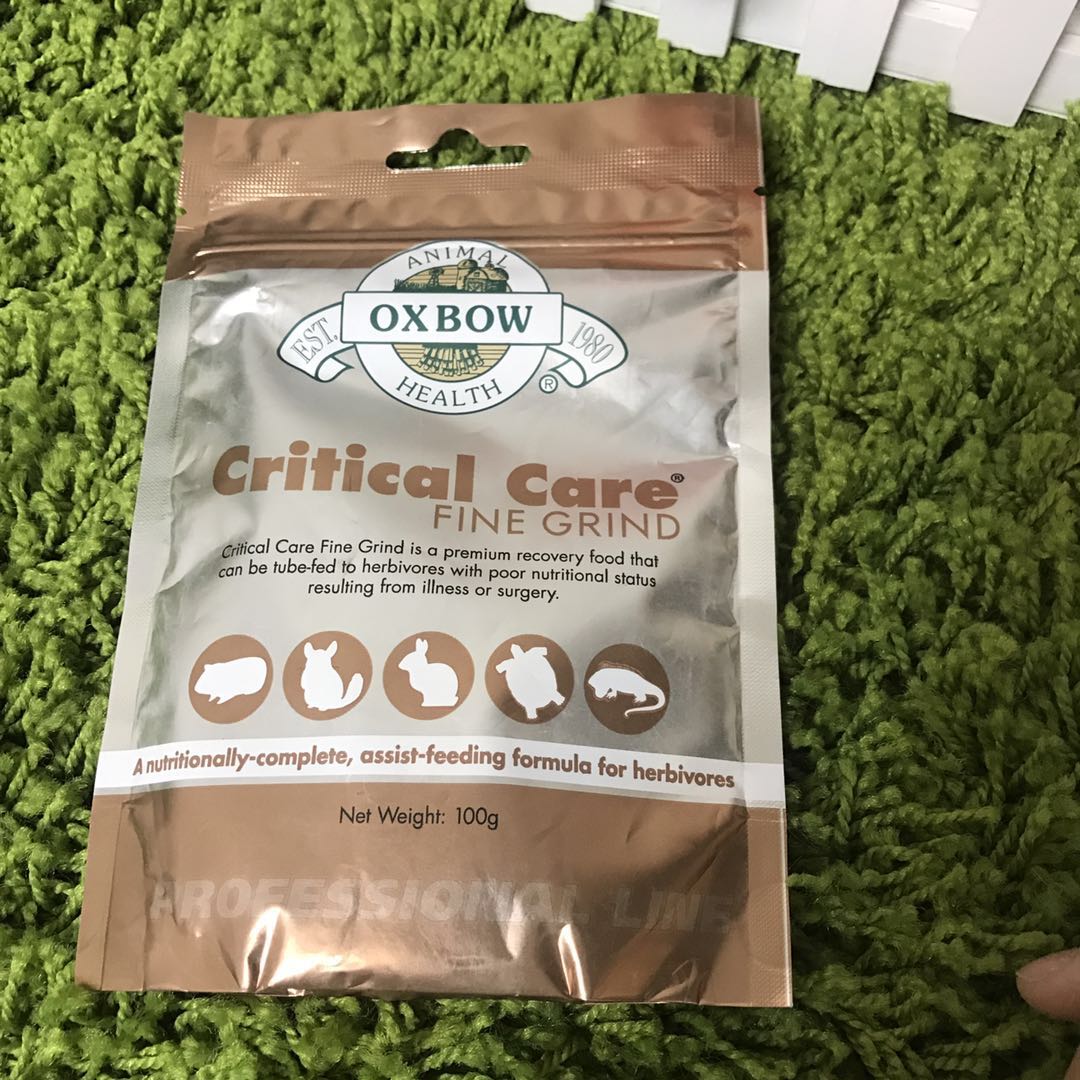 ANIMAL
EST. OXBOW 1980
HEALTH ®
Critical Care®
FINE GRIND
Critical Care Fine Grind is a premium recovery food that
can be tube-fed to herbivores with poor nutritional status
resulting from illness or surgery.
A nutritionally-complete, assist-feeding formula for herbivores
Net Weight: 100g
PROFESSIONAL LINE